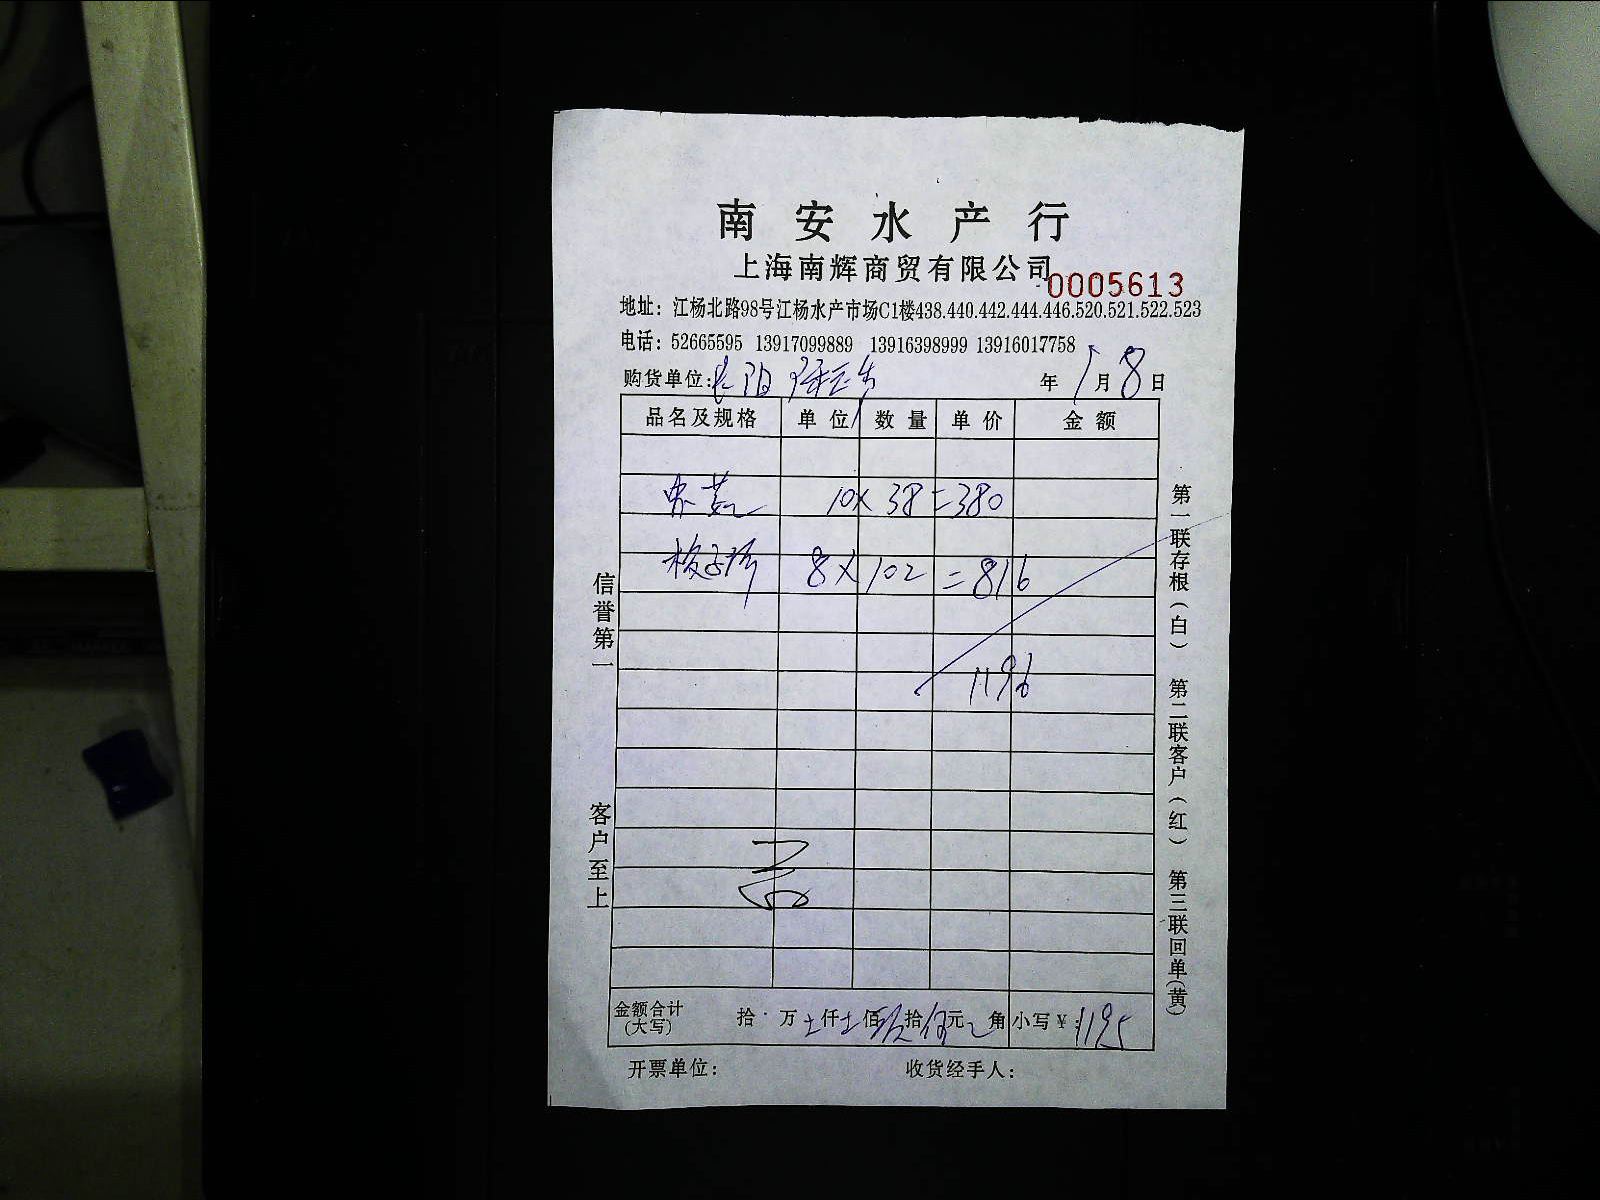 南安水产行
上海南辉商贸有限公司
0005613
地址：江杨北路98号江杨水产市场C1楼438.440.442.444.446.520.521.522.523
电话：52665595 13917099889 13916398999 13916017758
购货单位： 年 1月8日
品名及规格 单位 数量 单价 金额
10×38=380
8×102=816
1196
信誉第一
客户至上
第一联存根（白） 第二联客户（红） 第三联回单（黄）
金额合计（大写） 拾 万 仟 佰 拾 元 角 小写￥：1195
开票单位： 收货经手人：